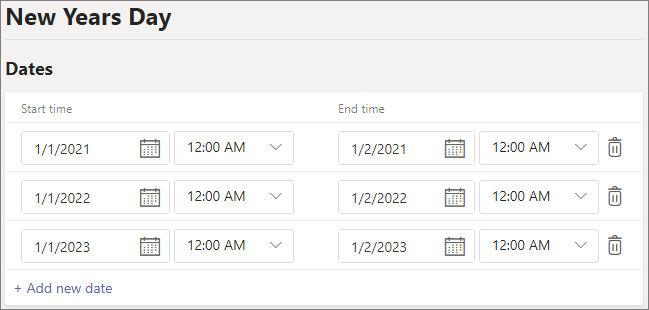 New Years Day
Dates
Start time End time
1/1/2021 12:00 AM 1/2/2021 12:00 AM
1/1/2022 12:00 AM 1/2/2022 12:00 AM
1/1/2023 12:00 AM 1/2/2023 12:00 AM
+ Add new date